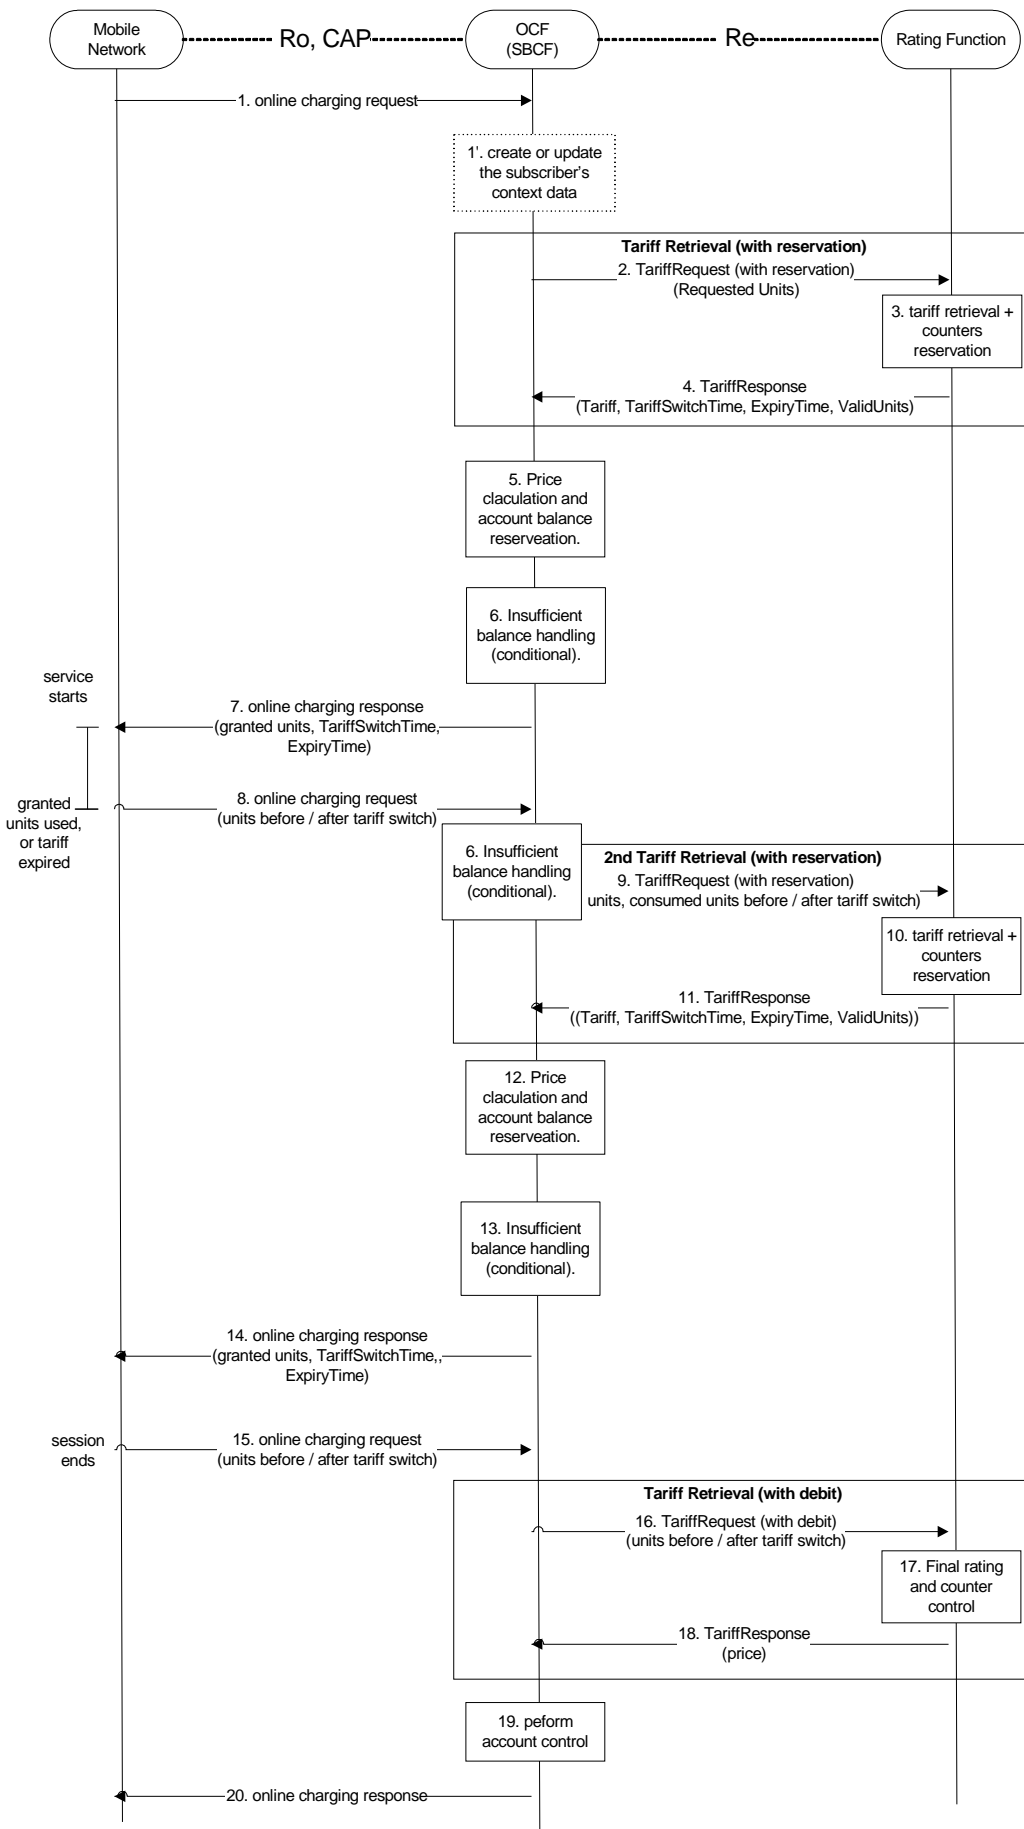 Mobile
Network
Ro, CAP
OCF
(SBCF)
Re
Rating Function
1. online charging request
1'. create or update
the subscriber's
context data
Tariff Retrieval (with reservation)
2. TariffRequest (with reservation)
(Requested Units)
3. tariff retrieval +
counters
reservation
4. TariffResponse
(Tariff, TariffSwitchTime, ExpiryTime, ValidUnits)
5. Price
claculation and
account balance
reserveation.
6. Insufficient
balance handling
(conditional).
service
starts
7. online charging response
(granted units, TariffSwitchTime,
ExpiryTime)
granted
units used,
or tariff
expired
8. online charging request
(units before / after tariff switch)
6. Insufficient
balance handling
(conditional).
2nd Tariff Retrieval (with reservation)
9. TariffRequest (with reservation)
units, consumed units before / after tariff switch)
10. tariff retrieval +
counters
reservation
11. TariffResponse
((Tariff, TariffSwitchTime, ExpiryTime, ValidUnits))
12. Price
claculation and
account balance
reserveation.
13. Insufficient
balance handling
(conditional).
14. online charging response
(granted units, TariffSwitchTime,,
ExpiryTime)
session
ends
15. online charging request
(units before / after tariff switch)
Tariff Retrieval (with debit)
16. TariffRequest (with debit)
(units before / after tariff switch)
17. Final rating
and counter
control
18. TariffResponse
(price)
19. peform
account control
20. online charging response